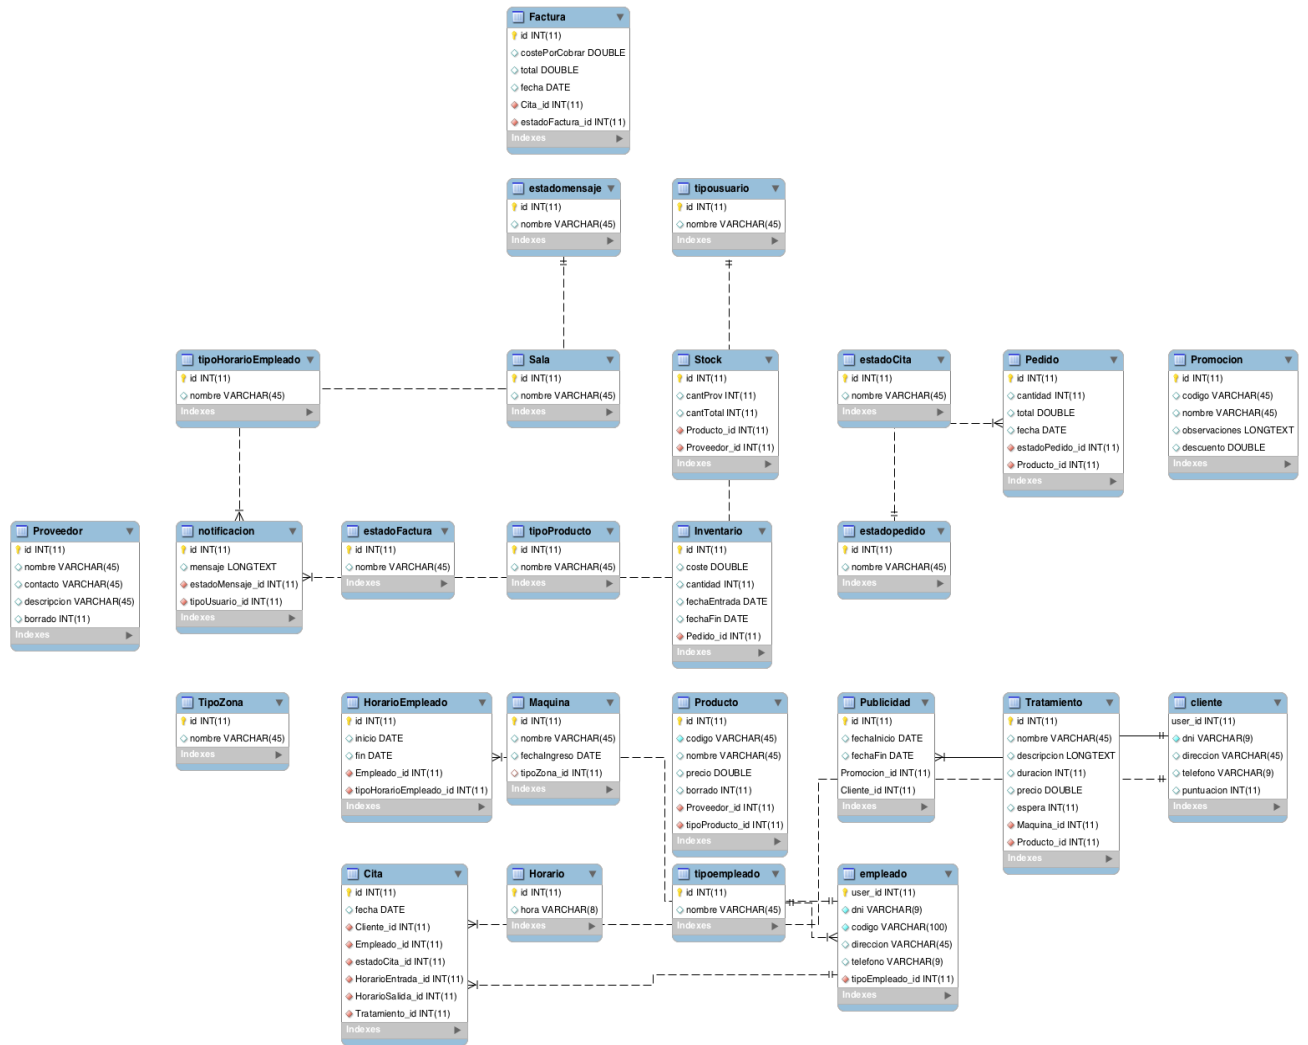 Factura
id INT(11)
costePorCobrar DOUBLE
total DOUBLE
fecha DATE
Cita_id INT(11)
estadoFactura_id INT(11)
Indexes
estadomensaje
id INT(11)
nombre VARCHAR(45)
Indexes
tipousuario
id INT(11)
nombre VARCHAR(45)
Indexes
tipoHorarioEmpleado
id INT(11)
nombre VARCHAR(45)
Indexes
Sala
id INT(11)
nombre VARCHAR(45)
Indexes
Stock
id INT(11)
cantProv INT(11)
cantTotal INT(11)
Producto_id INT(11)
Proveedor_id INT(11)
Indexes
estadoCita
id INT(11)
nombre VARCHAR(45)
Indexes
Pedido
id INT(11)
cantidad INT(11)
total DOUBLE
fecha DATE
estadoPedido_id INT(11)
Producto_id INT(11)
Indexes
Promocion
id INT(11)
codigo VARCHAR(45)
nombre VARCHAR(45)
observaciones LONGTEXT
descuento DOUBLE
Indexes
Proveedor
id INT(11)
nombre VARCHAR(45)
contacto VARCHAR(45)
descripcion VARCHAR(45)
borrado INT(11)
Indexes
notificacion
id INT(11)
mensaje LONGTEXT
estadoMensaje_id INT(11)
tipoUsuario_id INT(11)
Indexes
estadoFactura
id INT(11)
nombre VARCHAR(45)
Indexes
tipoProducto
id INT(11)
nombre VARCHAR(45)
Indexes
Inventario
id INT(11)
coste DOUBLE
cantidad INT(11)
fechaEntrada DATE
fechaFin DATE
Pedido_id INT(11)
Indexes
estadopedido
id INT(11)
nombre VARCHAR(45)
Indexes
TipoZona
id INT(11)
nombre VARCHAR(45)
Indexes
HorarioEmpleado
id INT(11)
inicio DATE
fin DATE
Empleado_id INT(11)
tipoHorarioEmpleado_id INT(11)
Indexes
Maquina
id INT(11)
nombre VARCHAR(45)
fechaIngreso DATE
tipoZona_id INT(11)
Indexes
Producto
id INT(11)
codigo VARCHAR(45)
nombre VARCHAR(45)
precio DOUBLE
borrado INT(11)
Proveedor_id INT(11)
tipoProducto_id INT(11)
Indexes
Publicidad
id INT(11)
fechaInicio DATE
fechaFin DATE
Promocion_id INT(11)
Cliente_id INT(11)
Indexes
Tratamiento
id INT(11)
nombre VARCHAR(45)
descripcion LONGTEXT
duracion INT(11)
precio DOUBLE
espera INT(11)
Maquina_id INT(11)
Producto_id INT(11)
Indexes
cliente
user_id INT(11)
dni VARCHAR(9)
direccion VARCHAR(45)
telefono VARCHAR(9)
puntuacion INT(11)
Indexes
Cita
id INT(11)
fecha DATE
Cliente_id INT(11)
Empleado_id INT(11)
estadoCita_id INT(11)
HorarioEntrada_id INT(11)
HorarioSalida_id INT(11)
Tratamiento_id INT(11)
Indexes
Horario
id INT(11)
hora VARCHAR(8)
Indexes
tipoempleado
id INT(11)
nombre VARCHAR(45)
Indexes
empleado
user_id INT(11)
dni VARCHAR(9)
codigo VARCHAR(100)
direccion VARCHAR(45)
telefono VARCHAR(9)
tipoEmpleado_id INT(11)
Indexes